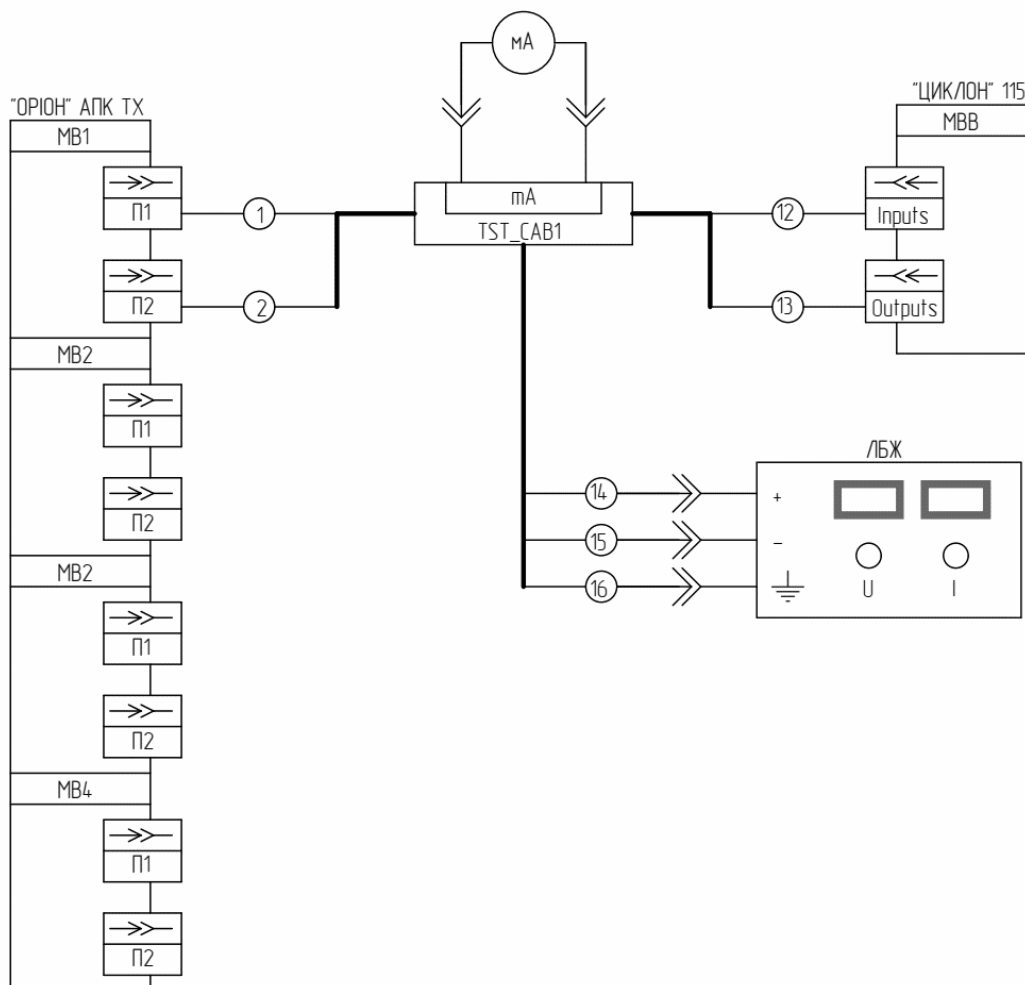 мА
"ОРІОН" АПК ТХ
МВ1
П1
1
П2
2
mA
TST_CAB1
"ЦИКЛОН" 115
МВВ
12
Inputs
13
Outputs
МВ2
П1
П2
МВ2
П1
П2
МВ4
П1
П2
ЛБЖ
14
+
15
−
16
U
I